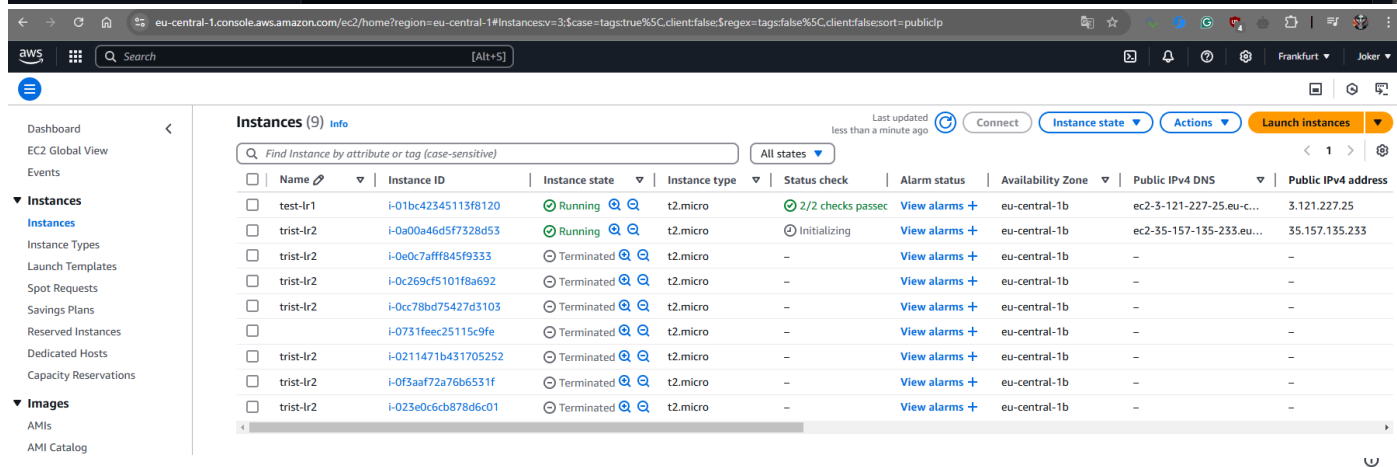 eu-central-1.console.aws.amazon.com/ec2/home?region=eu-central-1#Instances:v=3;$case=tags:true%5C,client:false;$regex=tags:false%5C,client:false;sort=publicIp
aws Search [Alt+S] Frankfurt ▼ Joker ▼
Instances (9) Info
Last updated
less than a minute ago
Connect Instance state ▼ Actions ▼ Launch instances ▼
Find Instance by attribute or tag (case-sensitive) All states ▼ < 1 >
Name Instance ID Instance state Instance type Status check Alarm status Availability Zone Public IPv4 DNS Public IPv4 address
test-lr1 i-01bc42345113f8120 Running t2.micro 2/2 checks passec View alarms + eu-central-1b ec2-3-121-227-25.eu-c... 3.121.227.25
trist-lr2 i-0a00a46d5f7328d53 Running t2.micro Initializing View alarms + eu-central-1b ec2-35-157-135-233.eu... 35.157.135.233
trist-lr2 i-0e0c7afff845f9333 Terminated t2.micro – View alarms + eu-central-1b – –
trist-lr2 i-0c269cf5101f8a692 Terminated t2.micro – View alarms + eu-central-1b – –
trist-lr2 i-0cc78bd75427d3103 Terminated t2.micro – View alarms + eu-central-1b – –
i-0731feec25115c9fe Terminated t2.micro – View alarms + eu-central-1b – –
trist-lr2 i-0211471b431705252 Terminated t2.micro – View alarms + eu-central-1b – –
trist-lr2 i-0f3aaf72a76b6531f Terminated t2.micro – View alarms + eu-central-1b – –
trist-lr2 i-023e0c6cb878d6c01 Terminated t2.micro – View alarms + eu-central-1b – –
Dashboard
EC2 Global View
Events
▼ Instances
Instances
Instance Types
Launch Templates
Spot Requests
Savings Plans
Reserved Instances
Dedicated Hosts
Capacity Reservations
▼ Images
AMIs
AMI Catalog